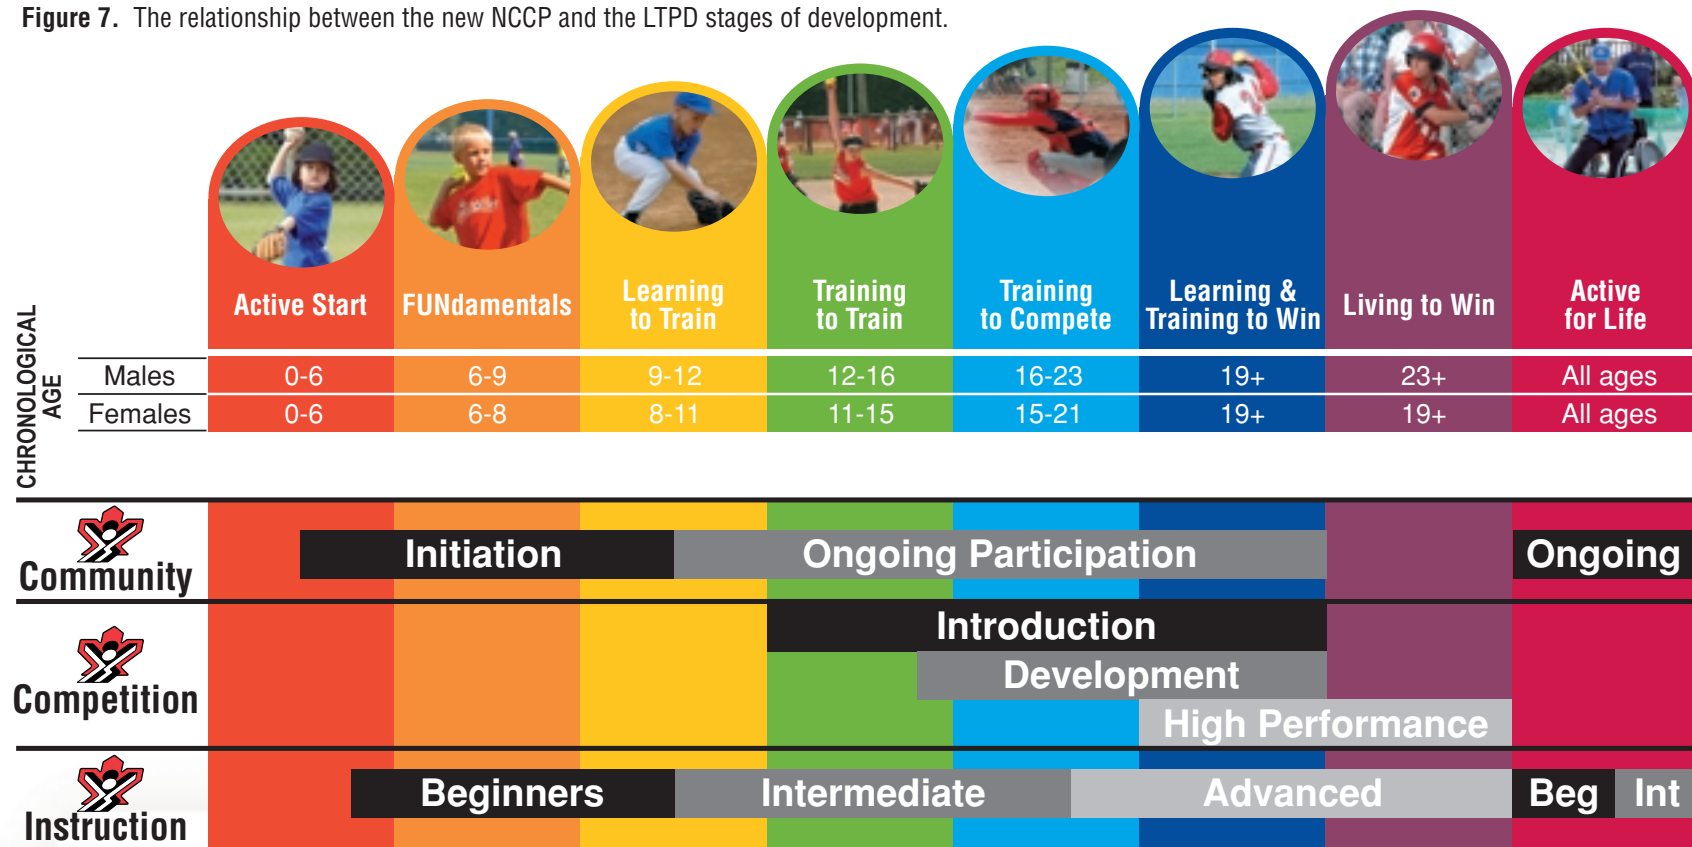 Figure 7. The relationship between the new NCCP and the LTPD stages of development.
Active Start
FUNdamentals
Learning
to Train
Training
to Train
Training
to Compete
Learning &
Training to Win
Living to Win
Active
for Life
CHRONOLOGICAL
AGE
Males 0-6 6-9 9-12 12-16 16-23 19+ 23+ All ages
Females 0-6 6-8 8-11 11-15 15-21 19+ 19+ All ages
Community Initiation Ongoing Participation Ongoing
Competition
Introduction
Development
High Performance
Instruction Beginners Intermediate Advanced Beg Int